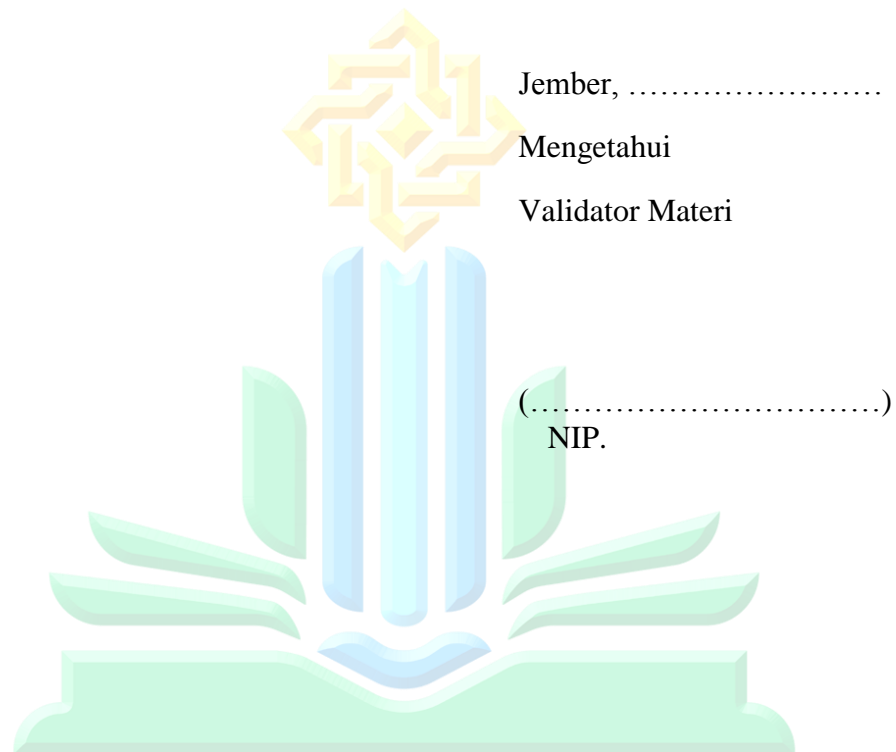 Jember, ……………………
Mengetahui
Validator Materi
(……………………………)
NIP.